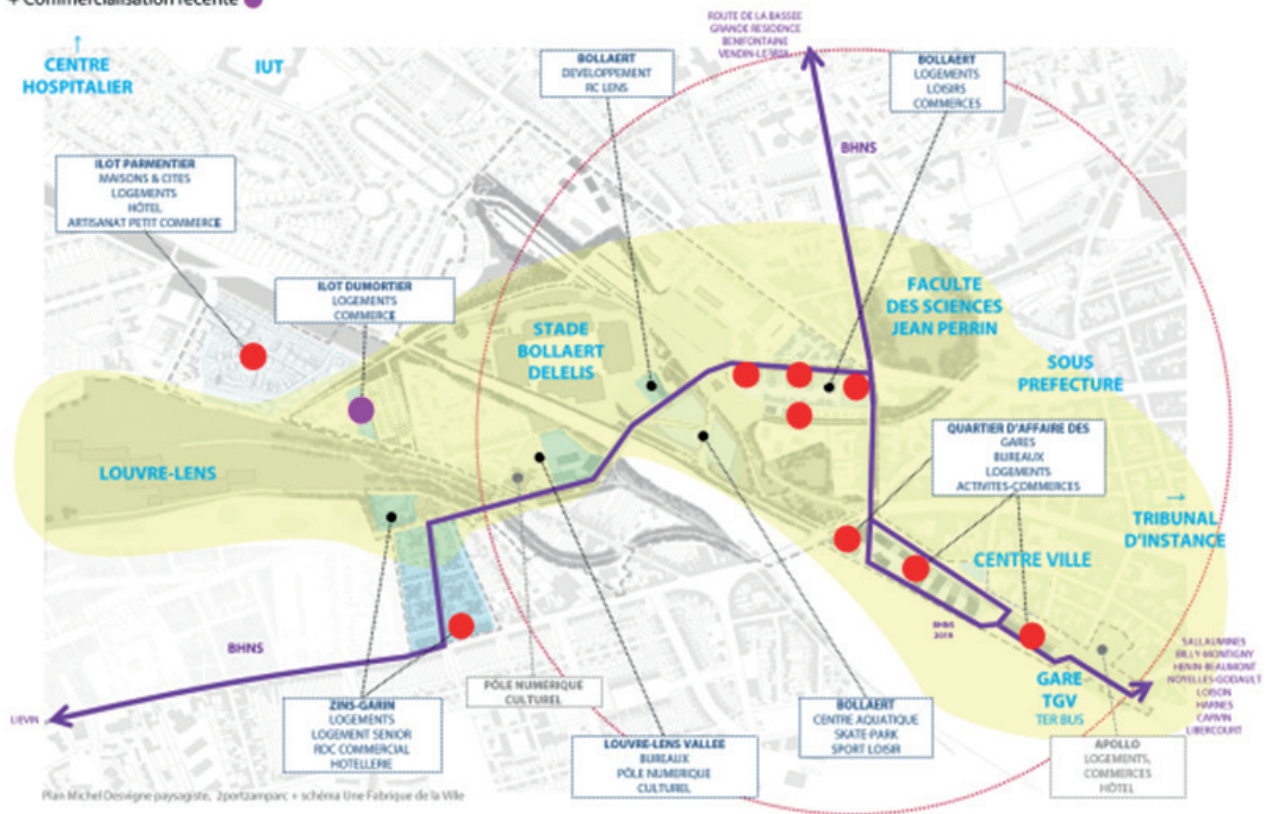 + Commercialisation récente
↑
CENTRE
HOSPITALIER
IUT
BOLLAERT
DEVELOPPEMENT
RC LENS
ROUTE DE LA BASSEE
GRANDE RESIDENCE
BENIFONTAINE
BOLLAERT
LOGEMENTS
LOISIRS
COMMERCES
BHNS
ILOT PARMENTIER
MAISONS & CITES
LOGEMENTS
HÔTEL
ARTISANAT PETIT COMMERCE
ILOT DUMORTIER
LOGEMENTS
COMMERCE
STADE
BOLLAERT
DELELIS
FACULTE
DES SCIENCES
JEAN PERRIN
SOUS
PREFECTURE
LOUVRE-LENS
QUARTIER D'AFFAIRE DES
GARES
BUREAUX
LOGEMENTS
ACTIVITES-COMMERCES
→
TRIBUNAL
D'INSTANCE
CENTRE VILLE
BHNS
BHNS
LIEVIN
ZINS-GARIN
LOGEMENTS
LOGEMENT SENIOR
RDC COMMERCIAL
HOTELLERIE
PÔLE NUMERIQUE
CULTUREL
LOUVRE-LENS VALLEE
BUREAUX
PÔLE NUMERIQUE
CULTUREL
BOLLAERT
CENTRE AQUATIQUE
SKATE-PARK
SPORT LOISIR
GARE
TGV
TER BUS
SALLAUMINES
BILLY-MONTIGNY
HENIN-BEAUMONT
NOYELLES-GODAULT
LOISON
HARNES
CARVIN
LIBERCOURT
APOLLO
LOGEMENTS,
COMMERCES
HÔTEL
Plan Michel Desvigne paysagiste, 2portzamparc + schéma Une Fabrique de la Ville